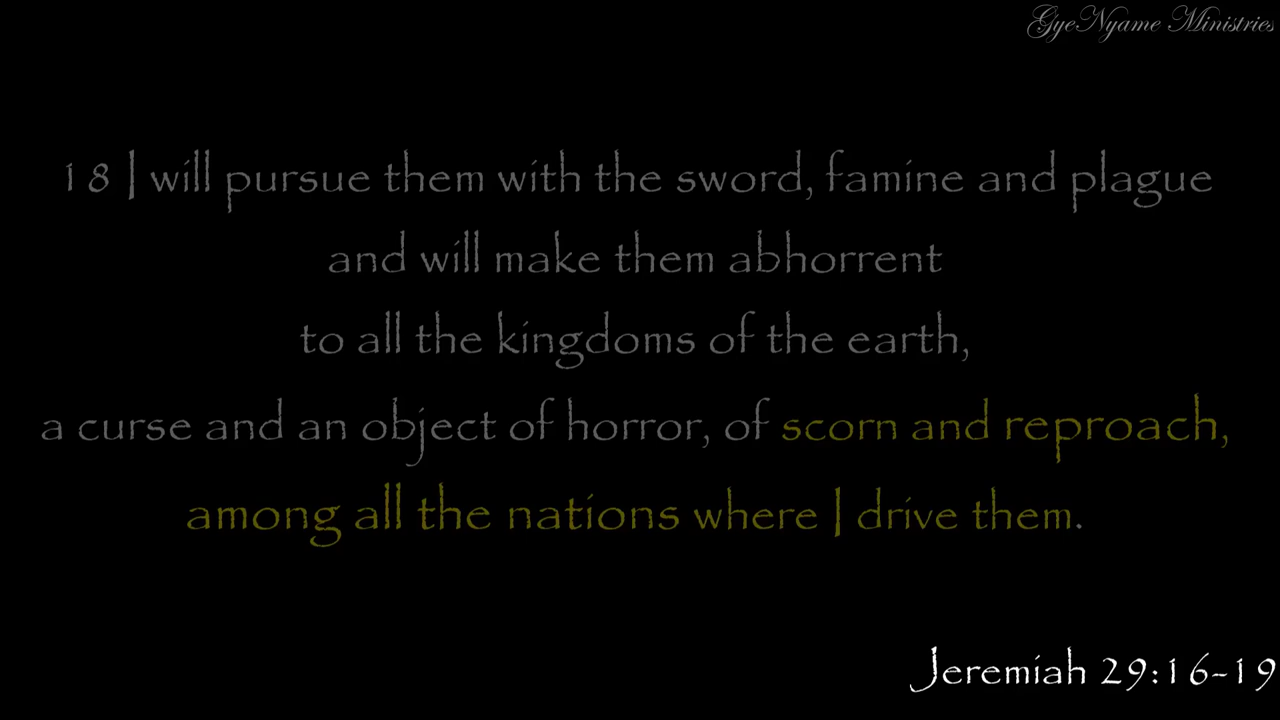 GyeNyame Ministries
18 I will pursue them with the sword, famine and plague
and will make them abhorrent
to all the kingdoms of the earth,
a curse and an object of horror, of scorn and reproach,
among all the nations where I drive them.
Jeremiah 29:16-19